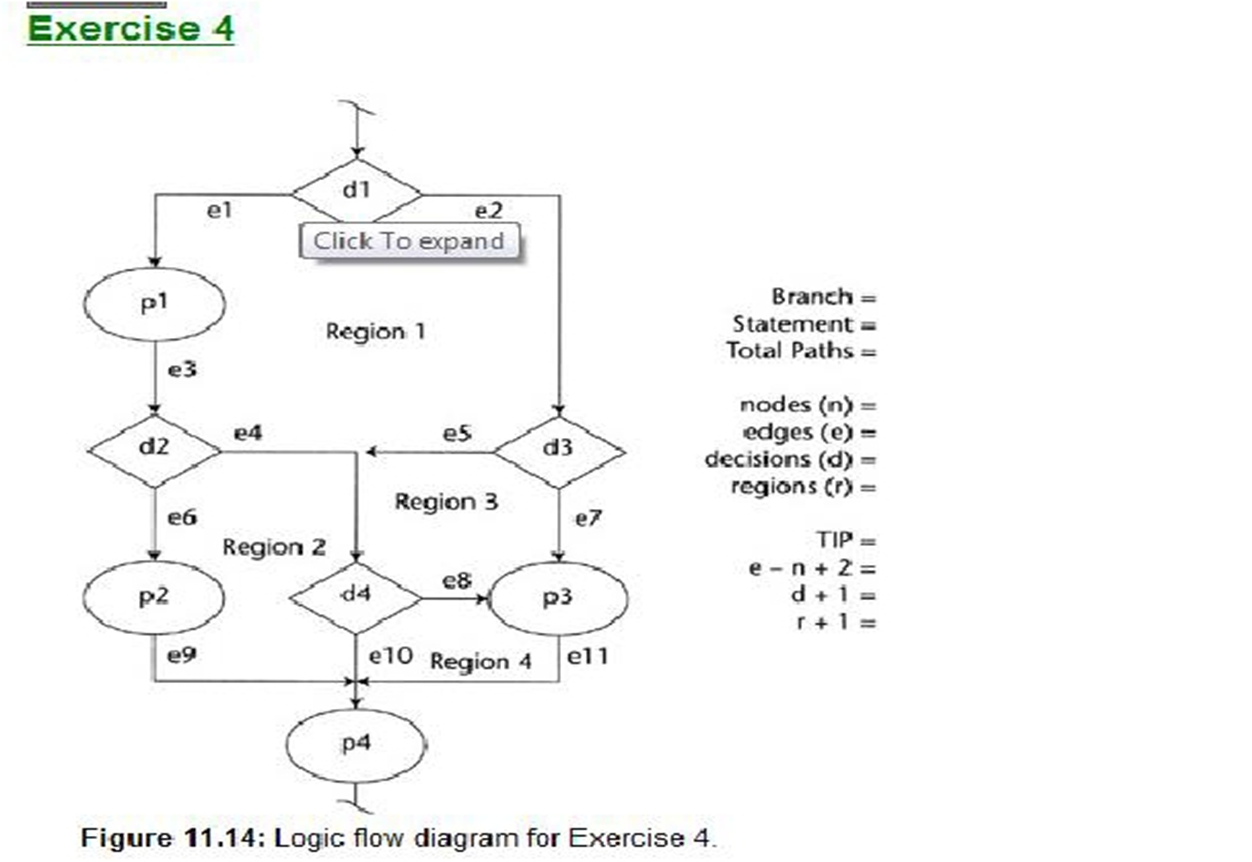 Exercise 4
d1
e1
e2
Click To expand
p1
Region 1
e3
d2
e4
e5
d3
Region 3
e6
e7
Region 2
p2
d4
e8
p3
e9
e10
Region 4
e11
p4
Branch =
Statement =
Total Paths =
nodes (n) =
edges (e) =
decisions (d) =
regions (r) =
TIP =
e - n + 2 =
d + 1 =
r + 1 =
Figure 11.14: Logic flow diagram for Exercise 4.